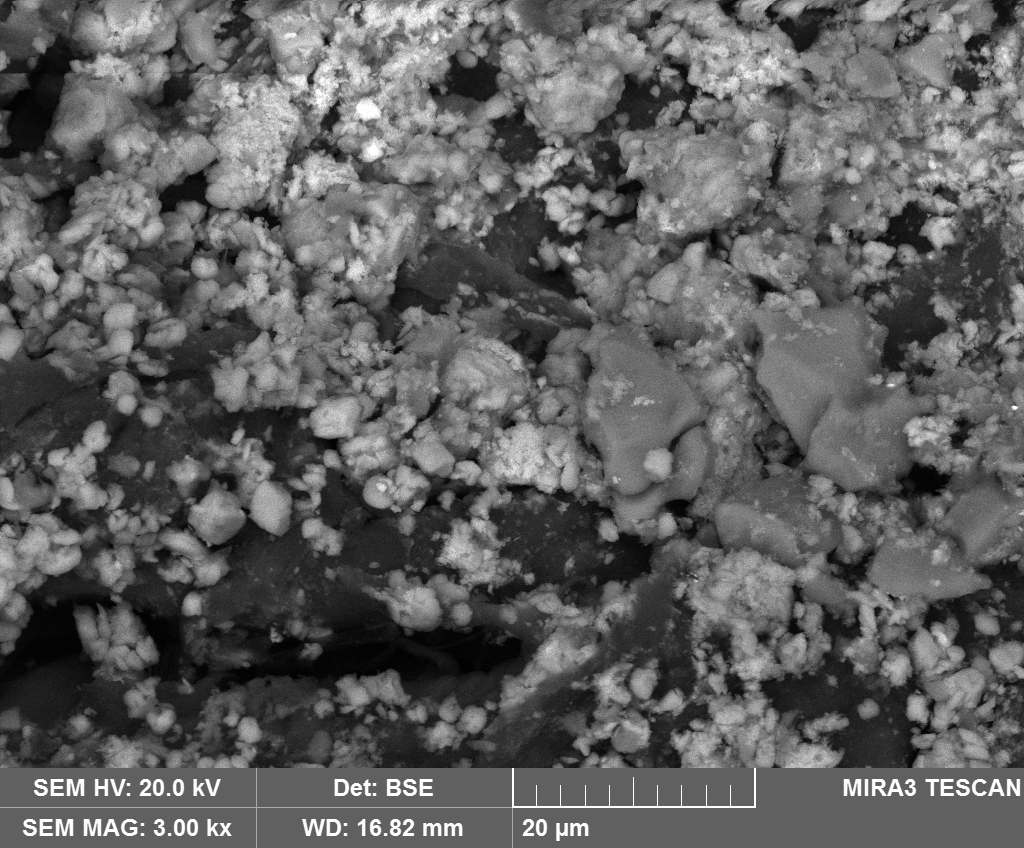 SEM HV: 20.0 kV Det: BSE MIRA3 TESCAN
SEM MAG: 3.00 kx WD: 16.82 mm 20 µm